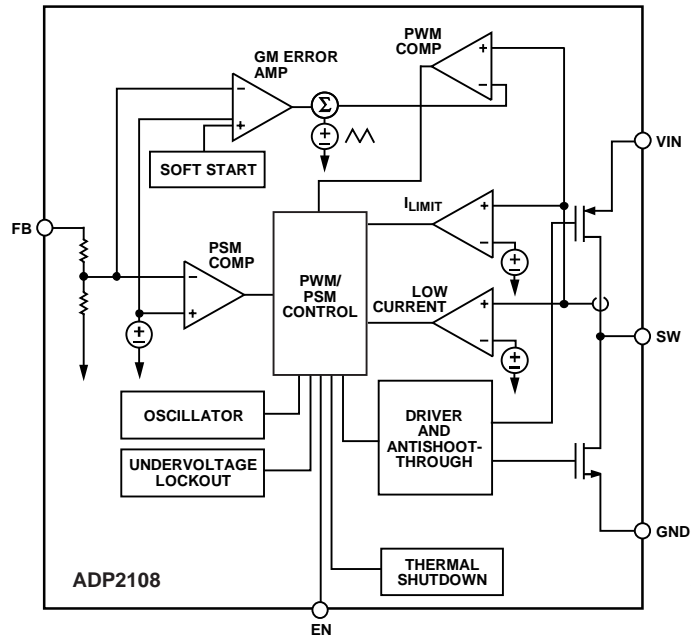 PWM
COMP
GM ERROR
AMP
+
−
−
+
Σ
+
−
VIN
SOFT START
I LIMIT
+
−
+
−
FB
PSM
COMP
−
+
PWM/
PSM
CONTROL
LOW
CURRENT
+
−
+
−
+
−
SW
OSCILLATOR
DRIVER
AND
ANTISHOOT-
THROUGH
UNDERVOLTAGE
LOCKOUT
GND
THERMAL
SHUTDOWN
ADP2108
EN